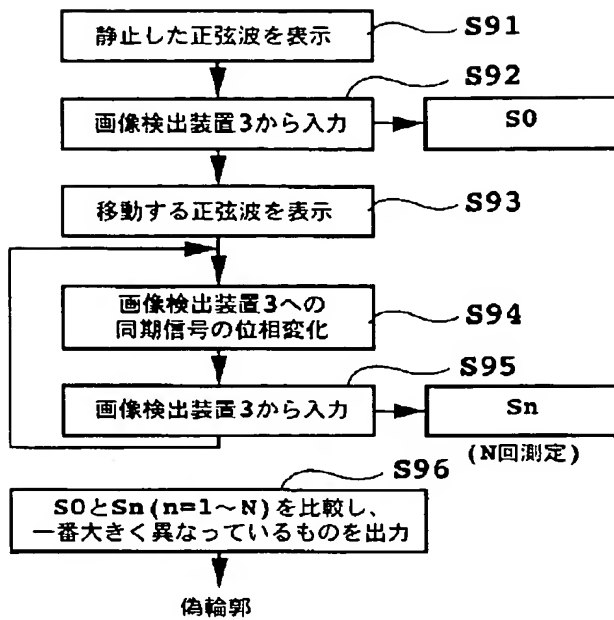 静止した正弦波を表示
S91
S92
画像検出装置3から入力
S0
移動する正弦波を表示
S93
画像検出装置3への
同期信号の位相変化
S94
S95
画像検出装置3から入力
Sn
(N回測定)
S96
S0とSn(n=1～N)を比較し、
一番大きく異なっているものを出力
偽輪郭